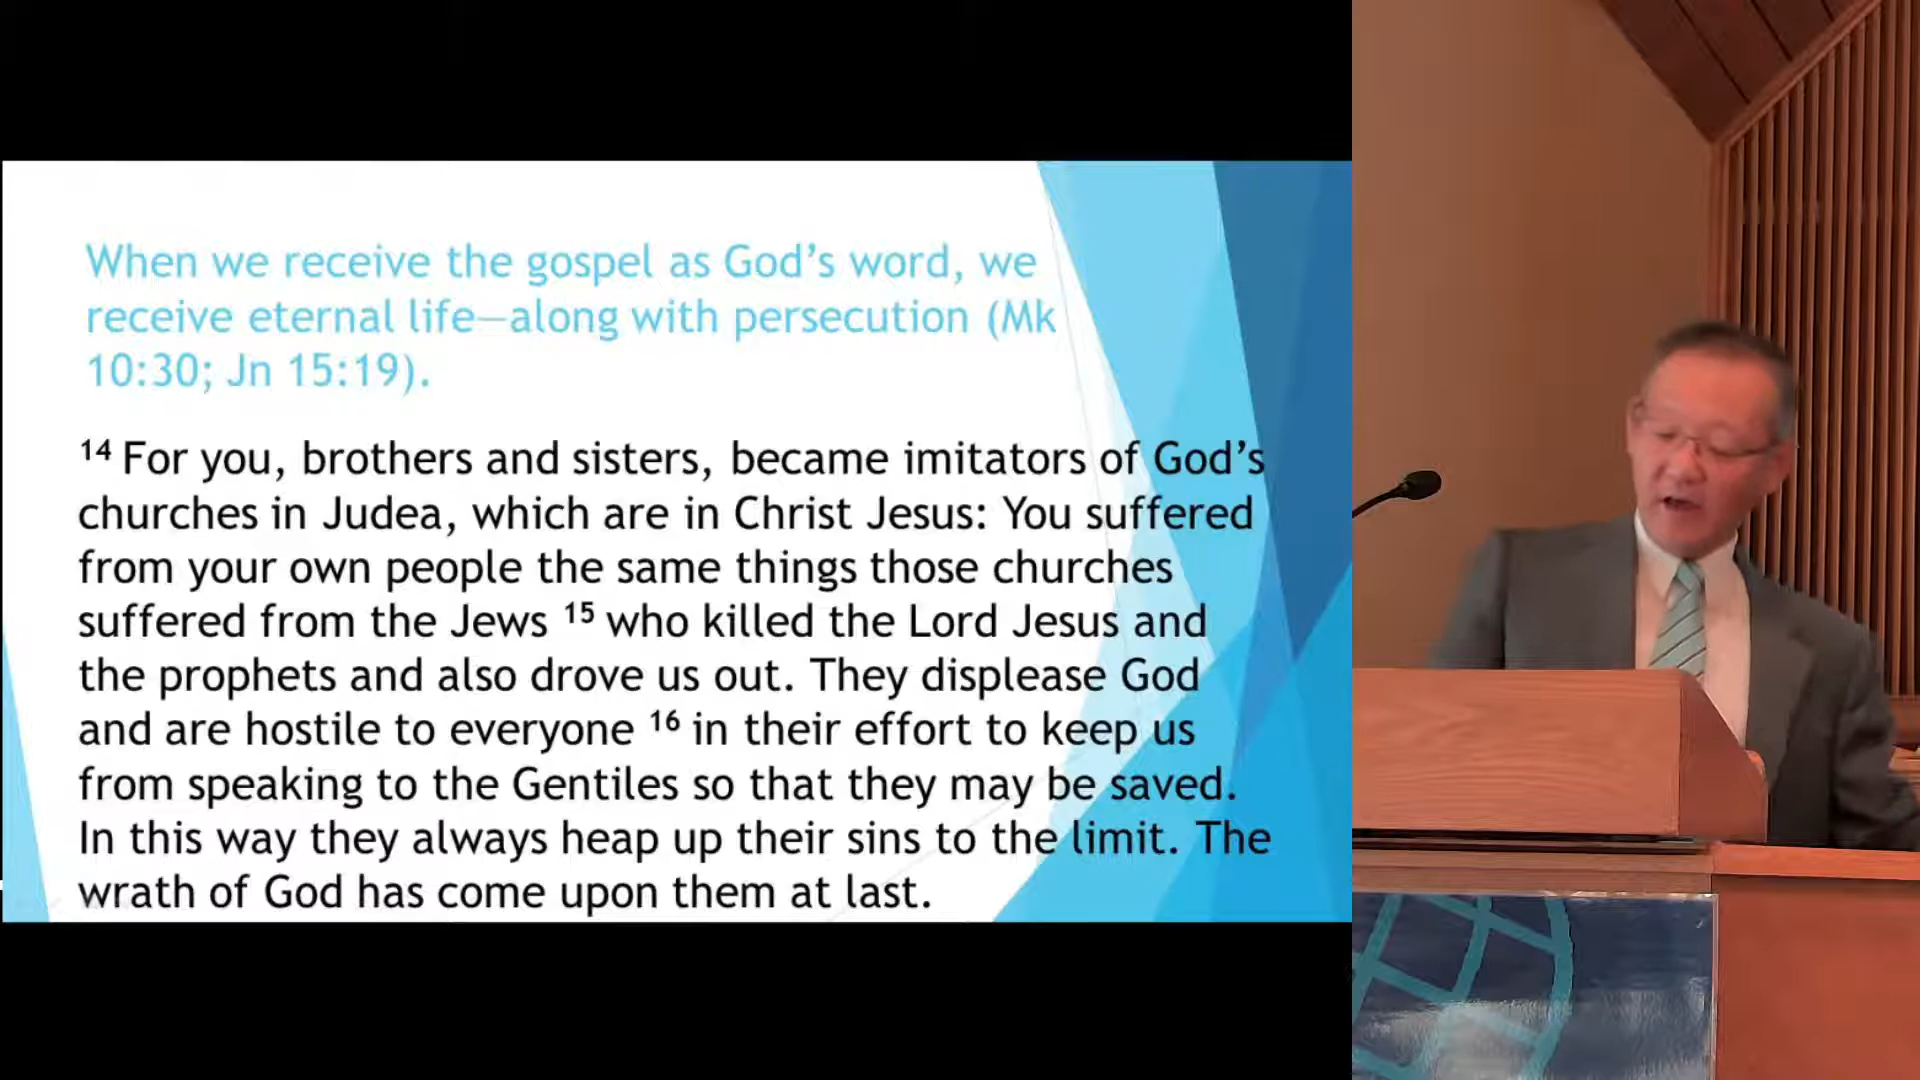 When we receive the gospel as God’s word, we
receive eternal life—along with persecution (Mk
10:30; Jn 15:19).
14 For you, brothers and sisters, became imitators of God’s
churches in Judea, which are in Christ Jesus: You suffered
from your own people the same things those churches
suffered from the Jews 15 who killed the Lord Jesus and
the prophets and also drove us out. They displease God
and are hostile to everyone 16 in their effort to keep us
from speaking to the Gentiles so that they may be saved.
In this way they always heap up their sins to the limit. The
wrath of God has come upon them at last.